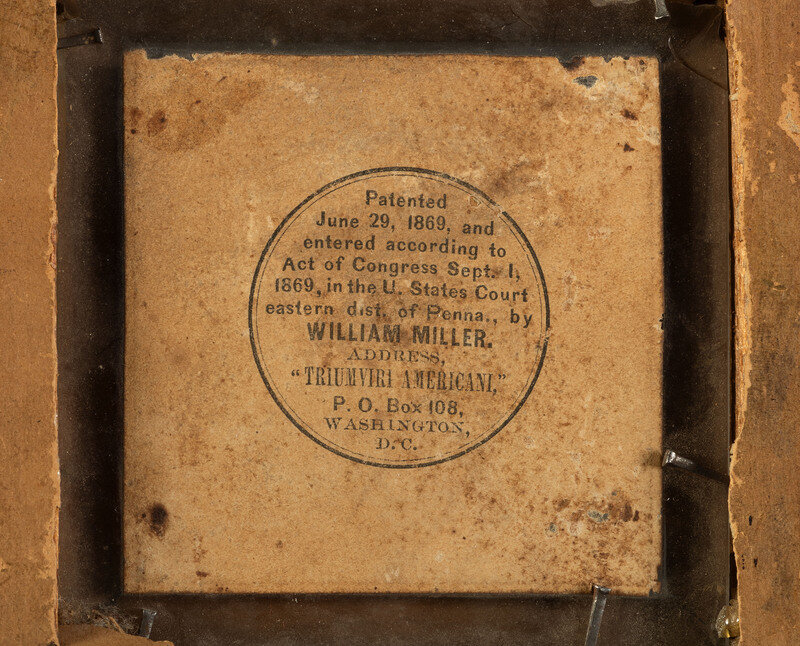 Patented
June 29, 1869, and
entered according to
Act of Congress Sept. 1,
1869, in the U. States Court
eastern dist. of Penna., by
WILLIAM MILLER.
ADDRESS,
"TRIUMVIRI AMERICANI,"
P. O. Box 108,
WASHINGTON,
D. C.